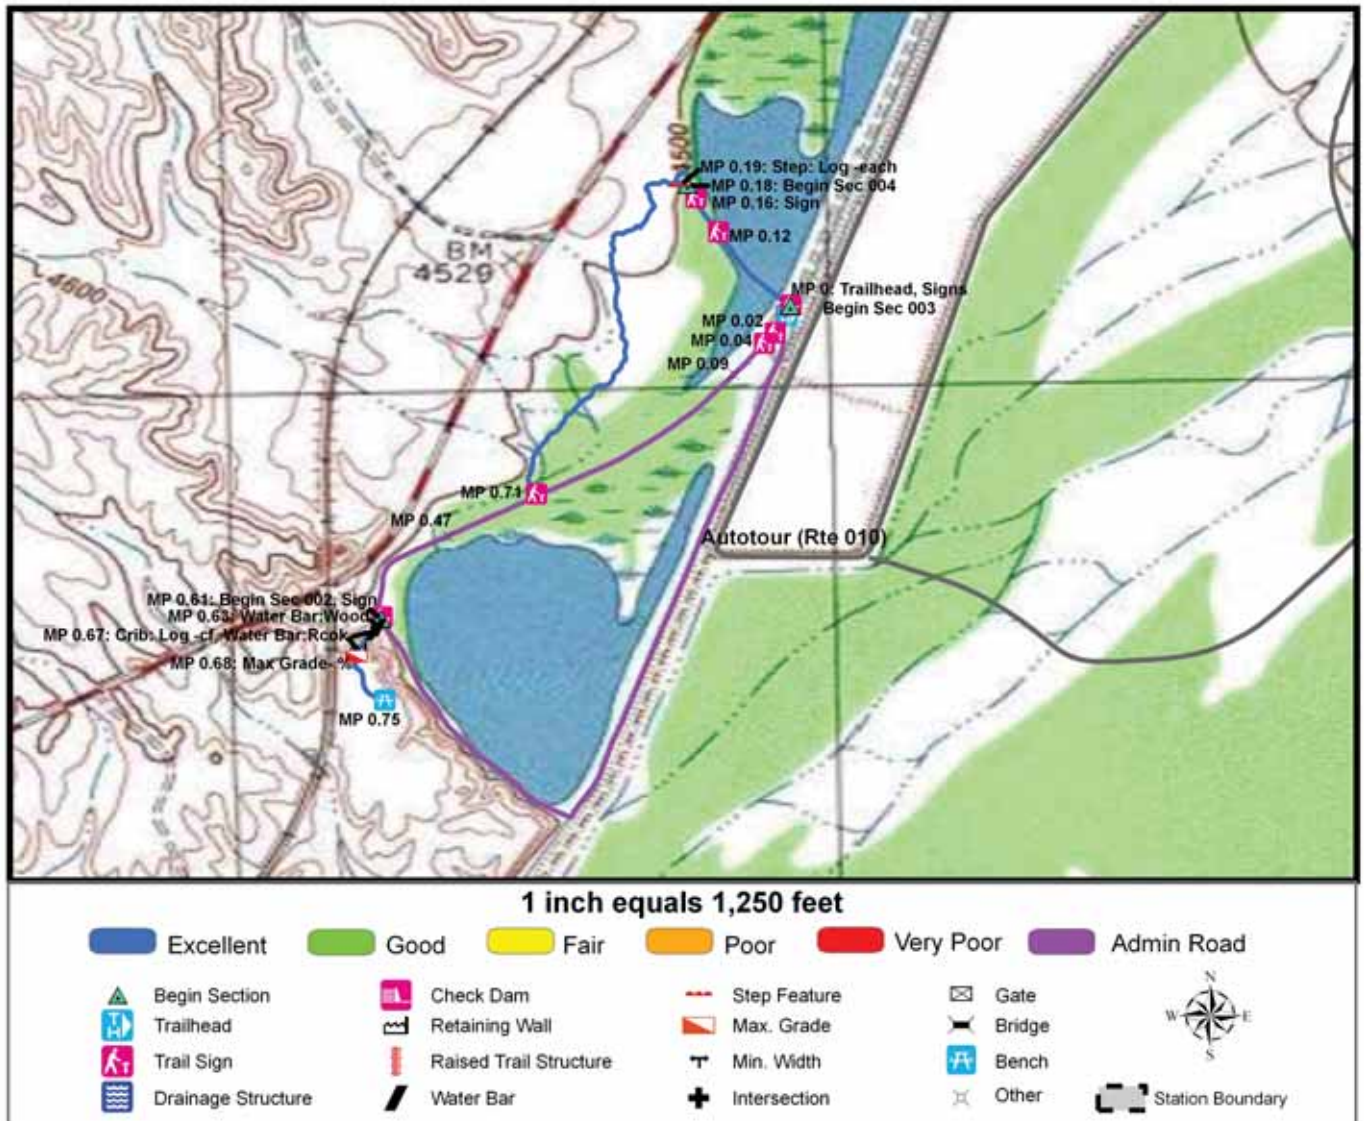 4500
MP 0.19: Step: Log -each
MP 0.18: Begin Sec 004
MP 0.16: Sign
MP 0.12
BM
4529
4600
MP 0: Trailhead, Signs
Begin Sec 003
MP 0.02
MP 0.04
MP 0.09
MP 0.71
MP 0.47
Autotour (Rte 010)
MP 0.61: Begin Sec 002, Sign
MP 0.63: Water Bar:Wood
MP 0.67: Crib: Log -cf, Water Bar:Rcok
MP 0.68: Max Grade- %
MP 0.75
1 inch equals 1,250 feet
Excellent Good Fair Poor Very Poor Admin Road
Begin Section Check Dam Step Feature Gate
Trailhead Retaining Wall Max. Grade Bridge
Trail Sign Raised Trail Structure Min. Width Bench
Drainage Structure Water Bar Intersection Other Station Boundary
N
W E
S